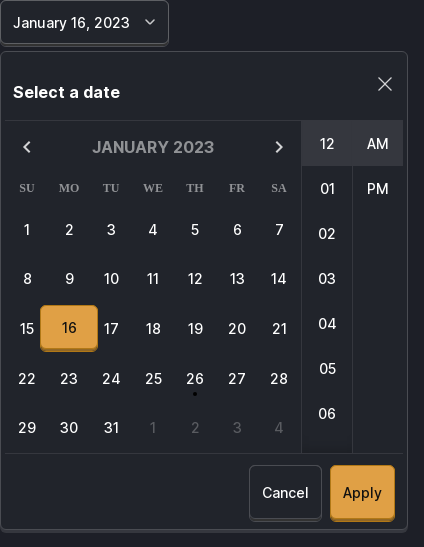 January 16, 2023
Select a date
JANUARY 2023
SU MO TU WE TH FR SA
1 2 3 4 5 6 7
8 9 10 11 12 13 14
15 16 17 18 19 20 21
22 23 24 25 26 27 28
29 30 31 1 2 3 4
12 AM
01 PM
02
03
04
05
06
Cancel Apply